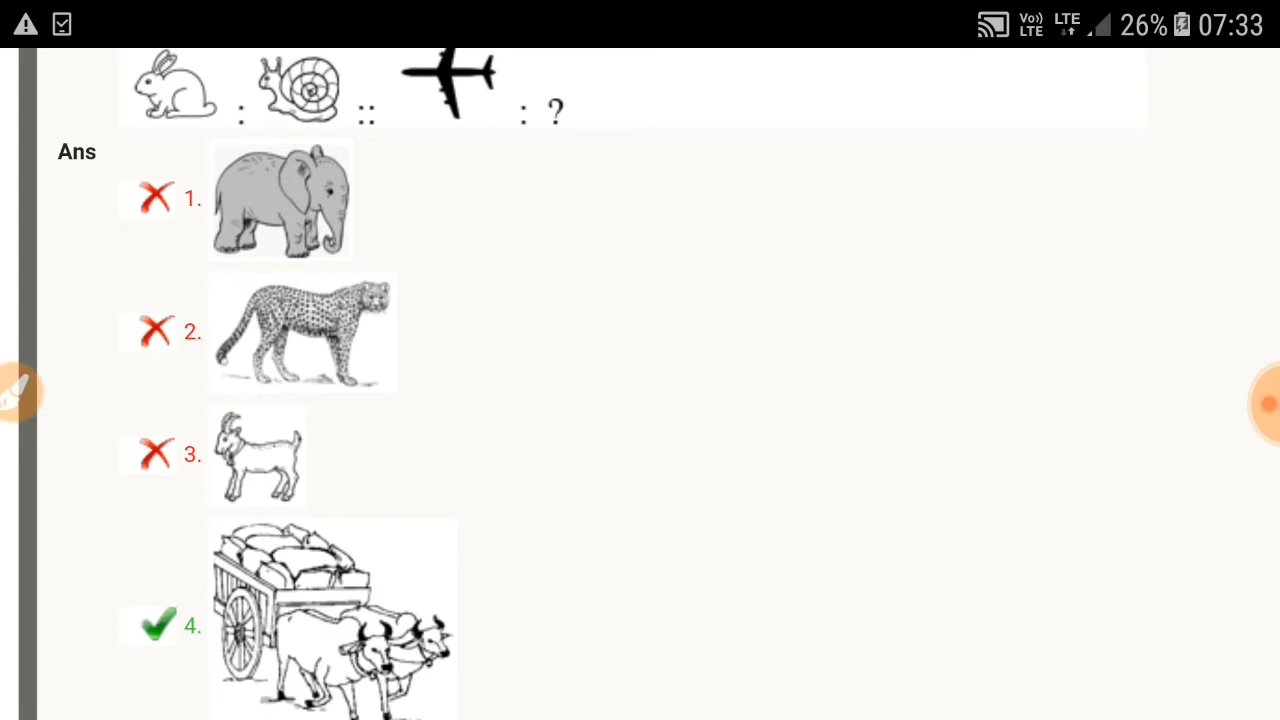 Vo)) LTE LTE 26% 07:33
: :: : ?
Ans
1.
2.
3.
4.